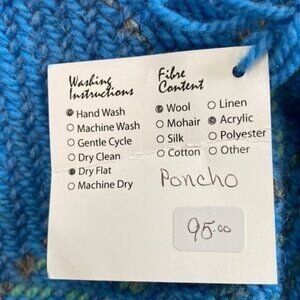 Washing
Instructions
Hand Wash
Machine Wash
Gentle Cycle
Dry Clean
Dry Flat
Machine Dry
Fibre
Content
Wool
Mohair
Silk
Cotton
Linen
Acrylic
Polyester
Other
Poncho
95.00